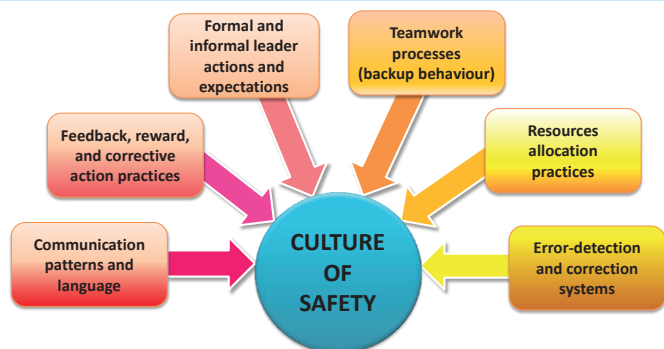 Formal and
informal leader
actions and
expectations
Teamwork
processes
(backup behaviour)
Feedback, reward,
and corrective
action practices
Resources
allocation
practices
Communication
patterns and
language
CULTURE
OF
SAFETY
Error-detection
and correction
systems